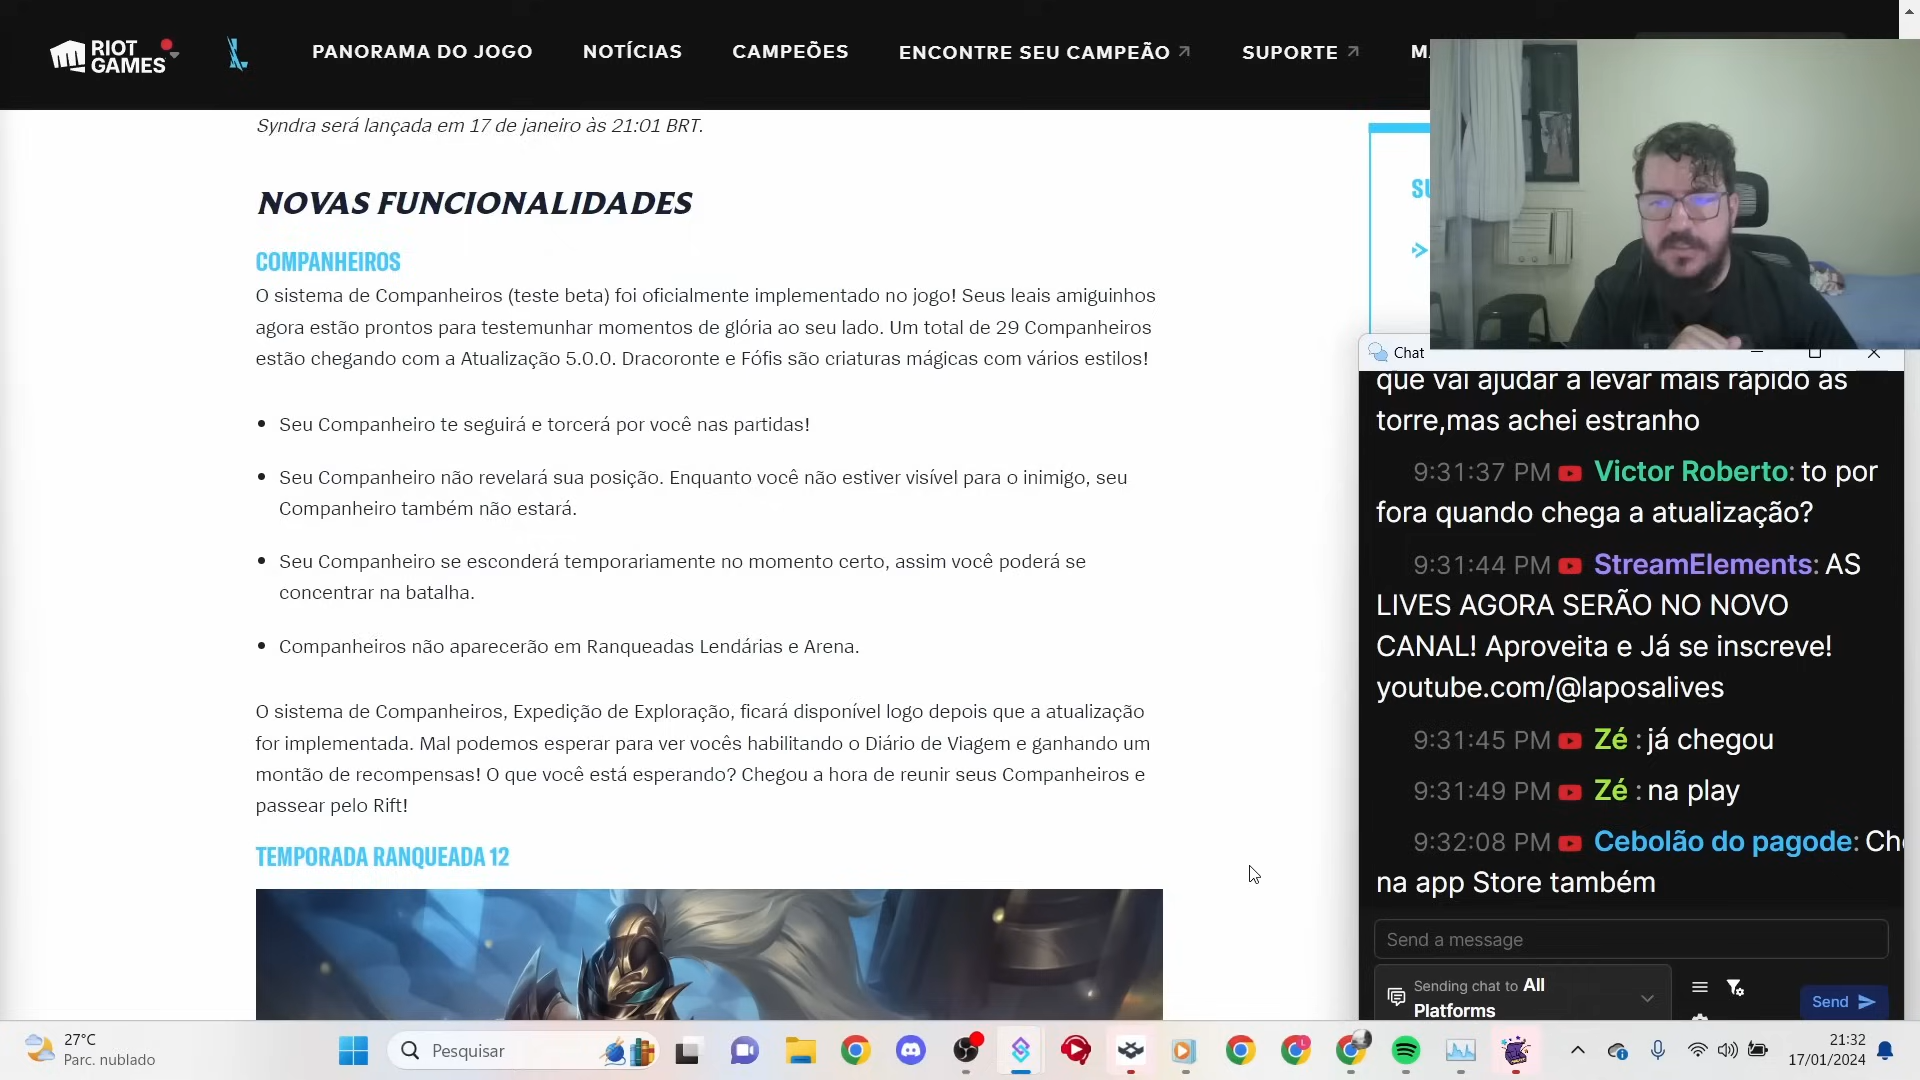 RIOT
GAMES
PANORAMA DO JOGO
NOTÍCIAS
CAMPEÕES
ENCONTRE SEU CAMPEÃO
SUPORTE
Syndra será lançada em 17 de janeiro às 21:01 BRT.
NOVAS FUNCIONALIDADES
COMPANHEIROS
O sistema de Companheiros (teste beta) foi oficialmente implementado no jogo! Seus leais amiguinhos
agora estão prontos para testemunhar momentos de glória ao seu lado. Um total de 29 Companheiros
estão chegando com a Atualização 5.0.0. Dracoronte e Fófis são criaturas mágicas com vários estilos!
Seu Companheiro te seguirá e torcerá por você nas partidas!
Seu Companheiro não revelará sua posição. Enquanto você não estiver visível para o inimigo, seu
Companheiro também não estará.
Seu Companheiro se esconderá temporariamente no momento certo, assim você poderá se
concentrar na batalha.
Companheiros não aparecerão em Ranqueadas Lendárias e Arena.
O sistema de Companheiros, Expedição de Exploração, ficará disponível logo depois que a atualização
for implementada. Mal podemos esperar para ver vocês habilitando o Diário de Viagem e ganhando um
montão de recompensas! O que você está esperando? Chegou a hora de reunir seus Companheiros e
passear pelo Rift!
TEMPORADA RANQUEADA 12
Chat
que vai ajudar a levar mais rápido as
torre,mas achei estranho
9:31:37 PM Victor Roberto: to por
fora quando chega a atualização?
9:31:44 PM StreamElements: AS
LIVES AGORA SERÃO NO NOVO
CANAL! Aproveita e Já se inscreve!
youtube.com/@laposalives
9:31:45 PM Zé : já chegou
9:31:49 PM Zé : na play
9:32:08 PM Cebolão do pagode:
na app Store também
Send a message
Sending chat to All
Platforms
Send
27°C
Parc. nublado
Pesquisar
21:32
17/01/2024